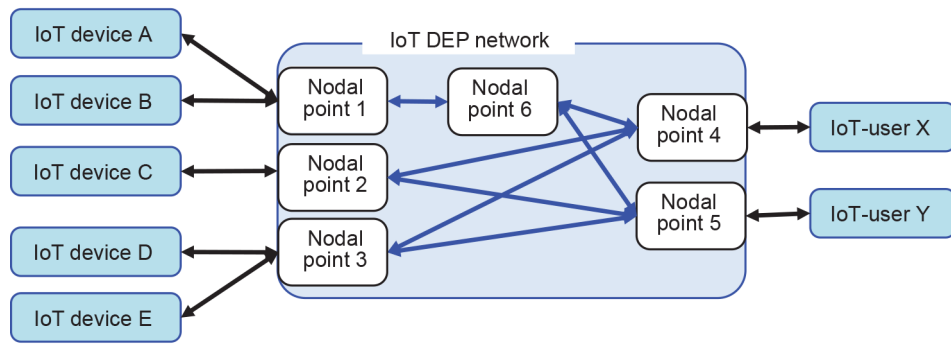 IoT DEP network
IoT device A
IoT device B
IoT device C
IoT device D
IoT device E
Nodal
point 1
Nodal
point 6
Nodal
point 2
Nodal
point 3
Nodal
point 4
Nodal
point 5
IoT-user X
IoT-user Y